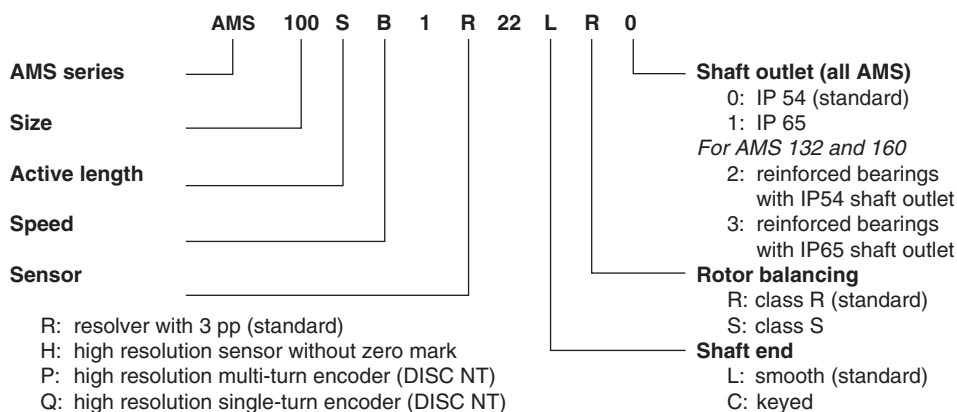 AMS 100 S B 1 R 22 L R 0
AMS series
Size
Active length
Speed
Sensor
R: resolver with 3 pp (standard)
H: high resolution sensor without zero mark
P: high resolution multi-turn encoder (DISC NT)
Q: high resolution single-turn encoder (DISC NT)
Shaft outlet (all AMS)
0: IP 54 (standard)
1: IP 65
For AMS 132 and 160
2: reinforced bearings
with IP54 shaft outlet
3: reinforced bearings
with IP65 shaft outlet
Rotor balancing
R: class R (standard)
S: class S
Shaft end
L: smooth (standard)
C: keyed